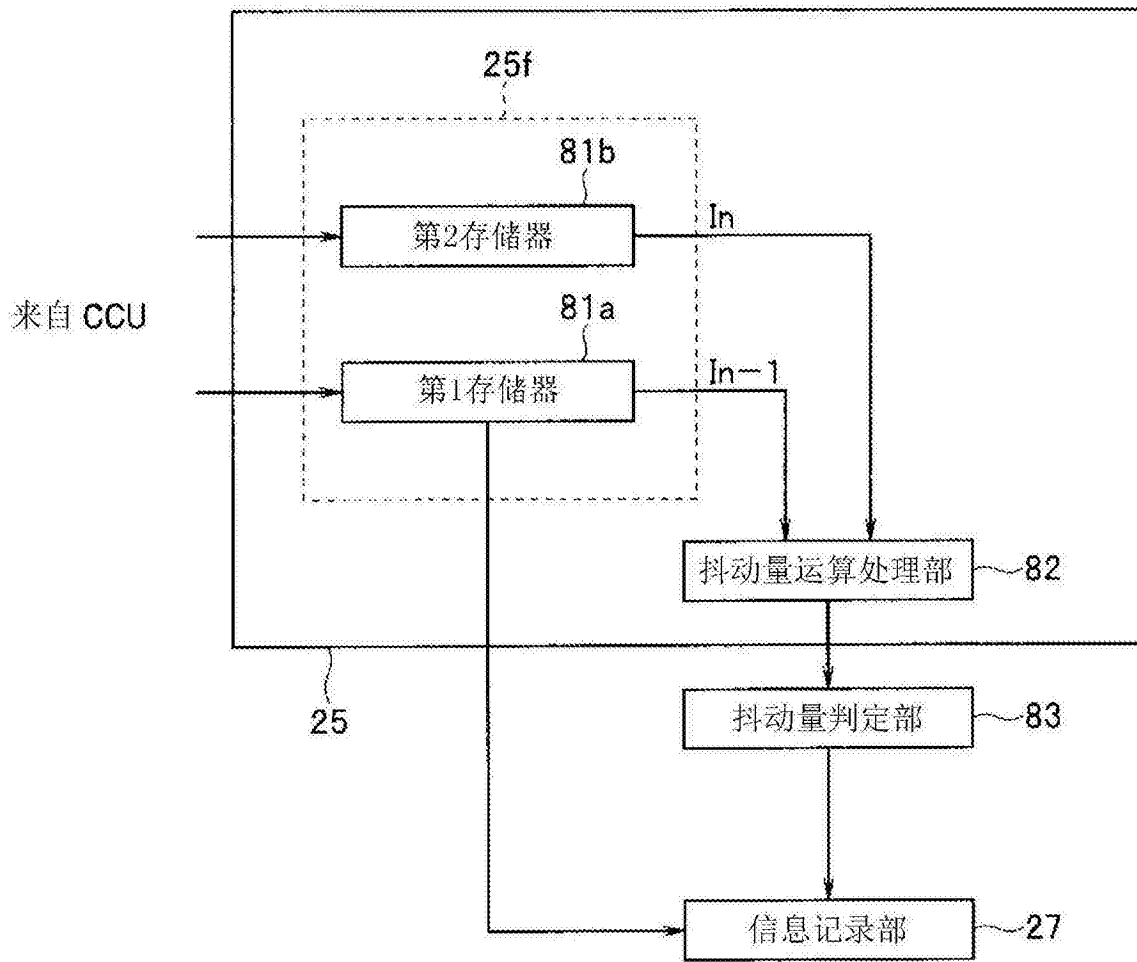 25f
81b
第2存储器
In
来自 CCU
81a
第1存储器
In-1
抖动量运算处理部
82
25
抖动量判定部
83
信息记录部
27